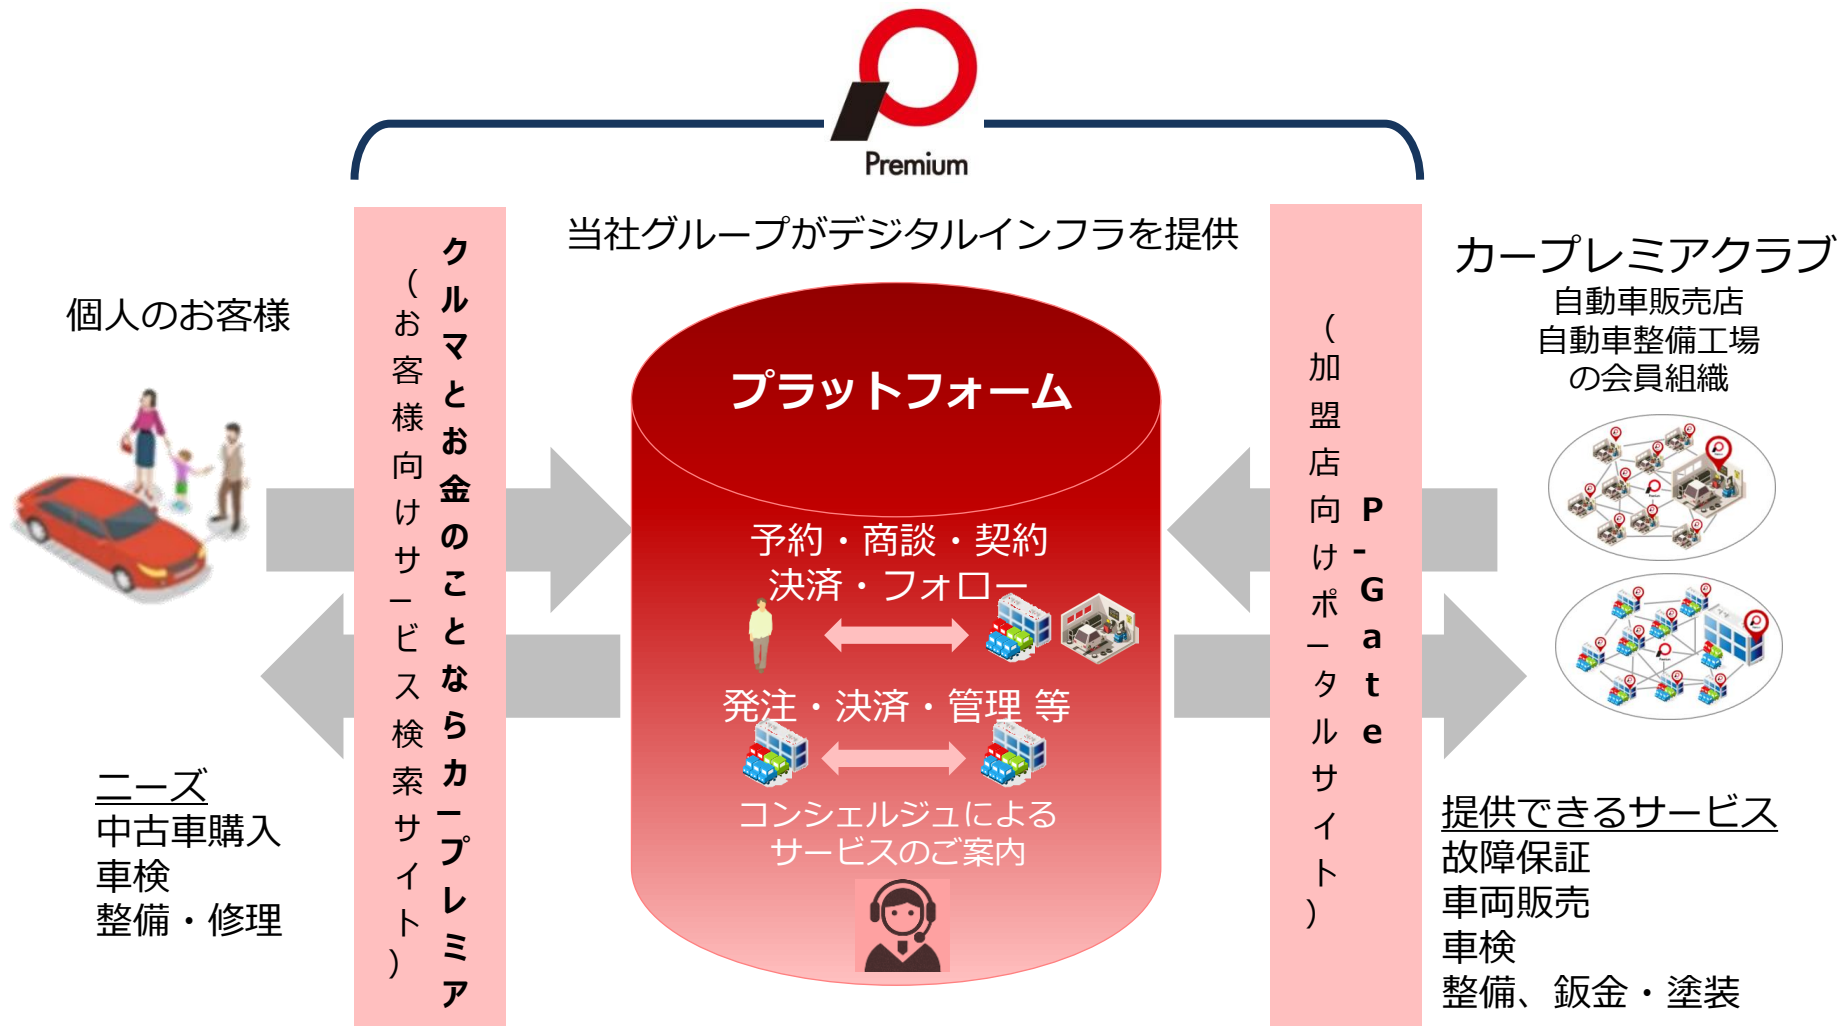 Premium
当社グループがデジタルインフラを提供
個人のお客様
クルマとお金のことならカープレミア
（お客様向けサービス検索サイト）
プラットフォーム
予約・商談・契約
決済・フォロー
発注・決済・管理 等
コンシェルジュによる
サービスのご案内
P-Gate
（加盟店向けポータルサイト）
カープレミアクラブ
自動車販売店
自動車整備工場
の会員組織
ニーズ
中古車購入
車検
整備・修理
提供できるサービス
故障保証
車両販売
車検
整備、鈑金・塗装